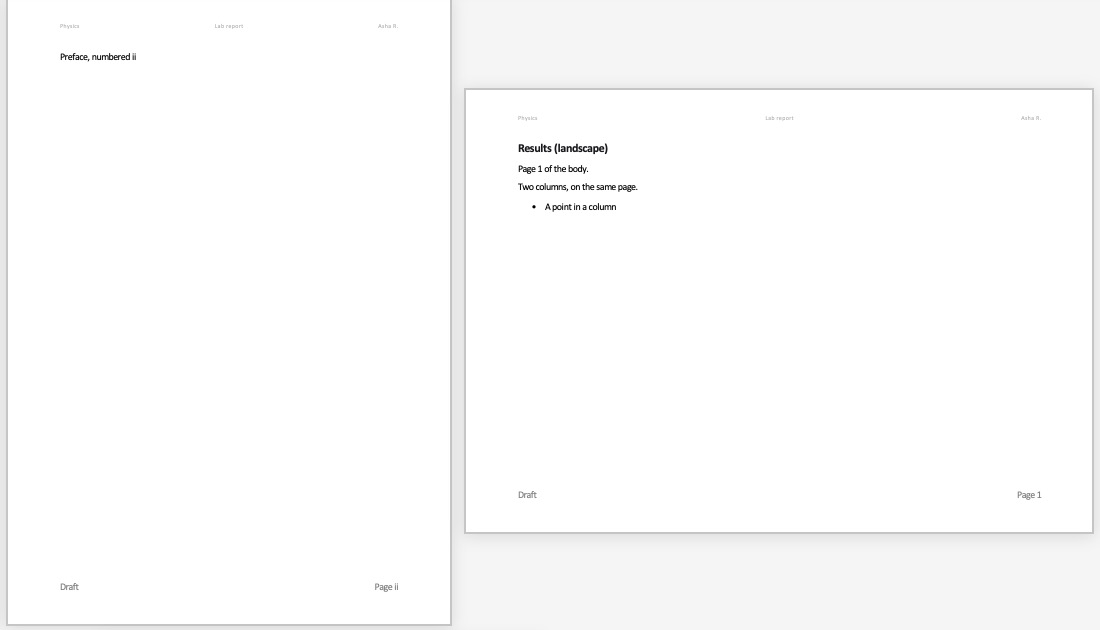 Physics Lab report Asha R.
Preface, numbered ii
Draft Page ii
Physics Lab report Asha R.
Results (landscape)
Page 1 of the body.
Two columns, on the same page.
• A point in a column
Draft Page 1